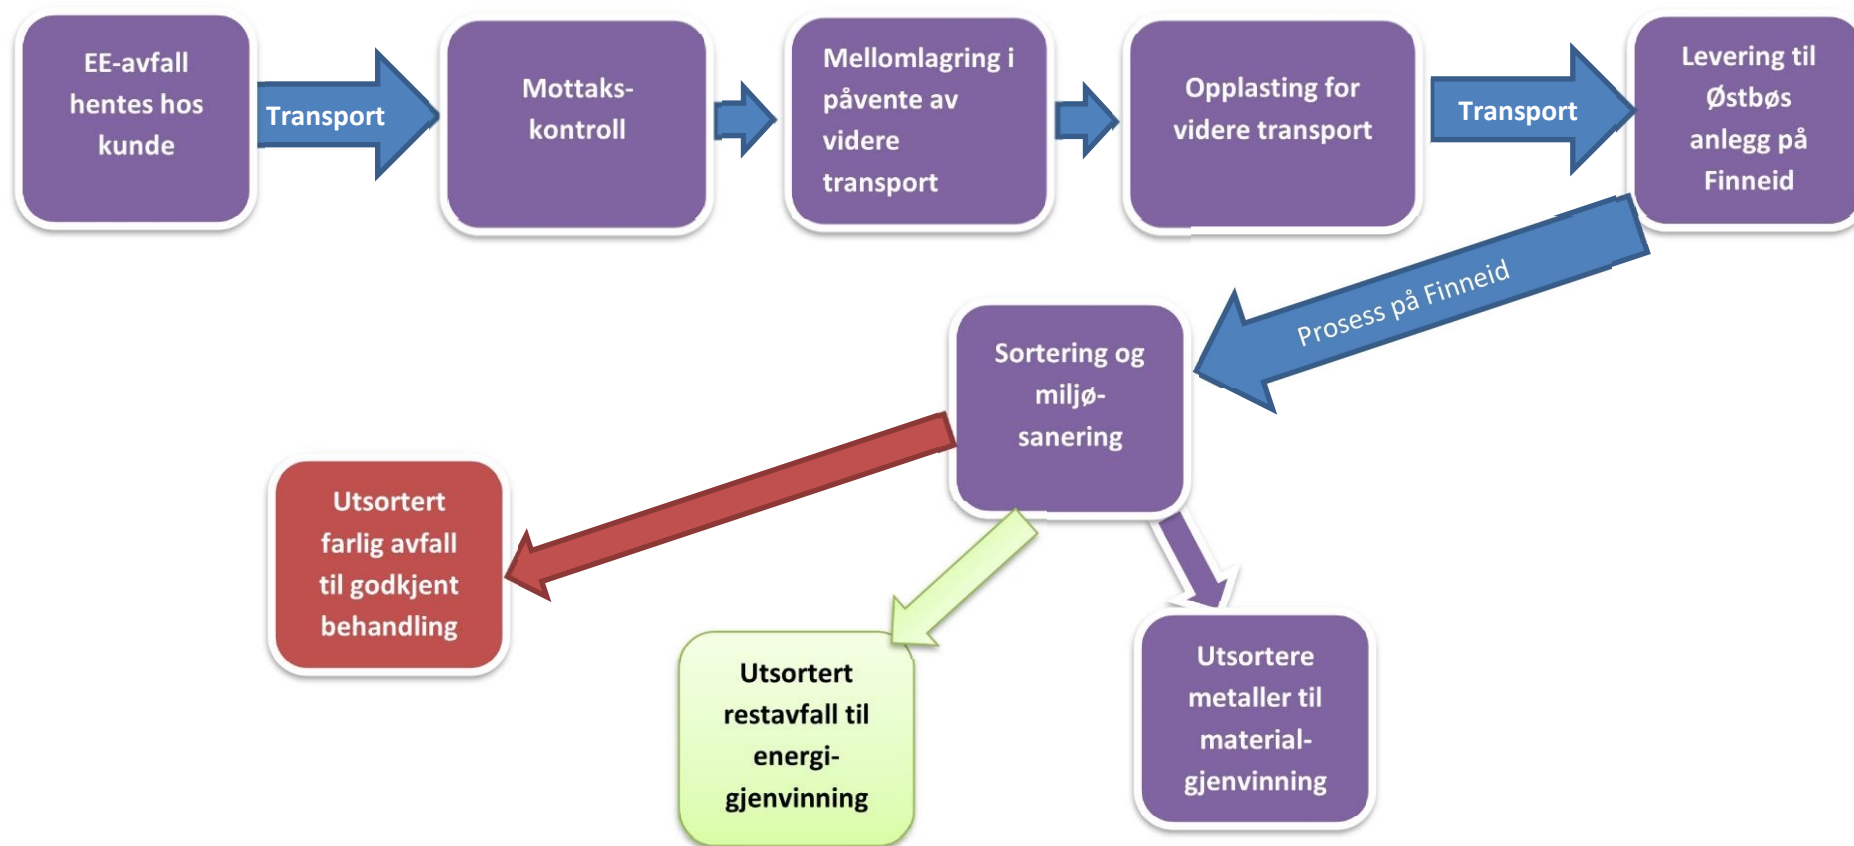 EE-avfall
hentes hos
kunde
Transport
Mottaks-
kontroll
Mellomlagring i
påvente av
videre
transport
Opplasting for
videre transport
Transport
Levering til
Østbøs
anlegg på
Finneid
Prosess på Finneid
Sortering og
miljø-
sanering
Utsortert
farlig avfall
til godkjent
behandling
Utsortert
restavfall til
energi-
gjenvinning
Utsortere
metaller til
material-
gjenvinning